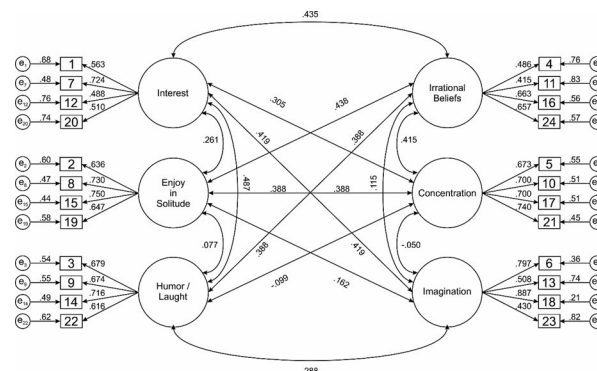 .435
e₁ .68 1 .563
e₇ .48 7 .724
e₁₂ .76 12 .488
e₂₀ .74 20 .510
Interest
Irrational
Beliefs
.486 4 .76 e
.415 11 .83 e
.663 16 .56 e
.657 24 .57 e
.305
.438
.419
.388
.261
.487
.115
.415
e₂ .60 2 .636
e₈ .47 8 .730
e₁₅ .44 15 .750
e₁₉ .58 19 .647
Enjoy
in
Solitude
.388
.388
Concentration
.673 5 .55 e
.700 10 .51 e
.700 17 .51 e
.740 21 .45 e
.077
.388
.419
-.050
-.099
.162
e₃ .54 3 .679
e₉ .55 9 .674
e₁₄ .49 14 .716
e₂₂ .62 22 .616
Humor /
Laught
Imagination
.797 6 .36 e
.508 13 .74 e
.887 18 .21 e
.430 23 .82 e
.288